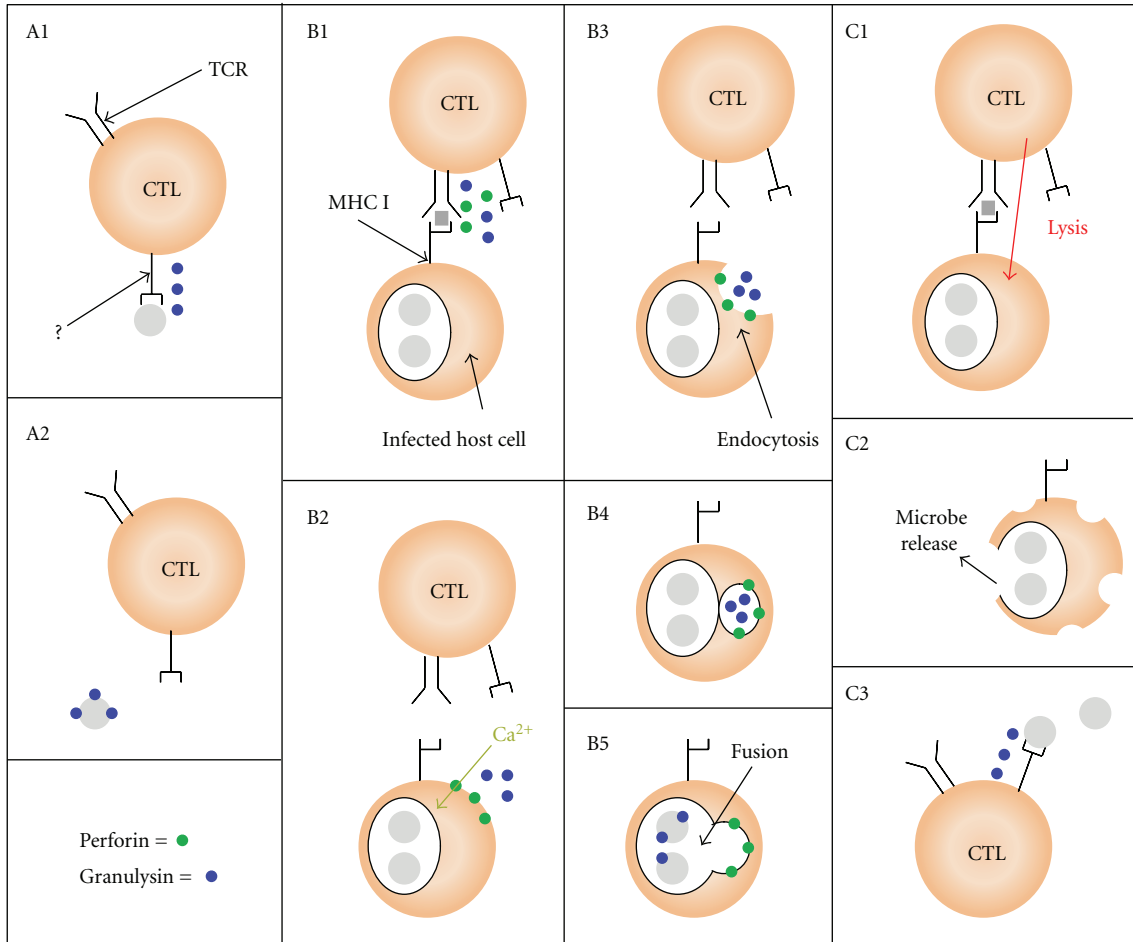 A1
TCR
CTL
?
A2
CTL
Perforin =
Granulysin =
B1
CTL
MHC I
Infected host cell
B2
CTL
Ca²⁺
B3
CTL
Endocytosis
B4
B5
Fusion
C1
CTL
Lysis
C2
Microbe
release
C3
CTL